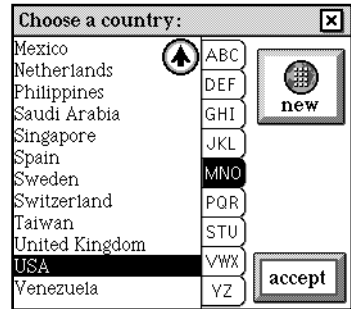 Choose a country:
Mexico
Netherlands
Philippines
Saudi Arabia
Singapore
Spain
Sweden
Switzerland
Taiwan
United Kingdom
USA
Venezuela
ABC
DEF
GHI
JKL
MNO
PQR
STU
VWX
YZ
new
accept